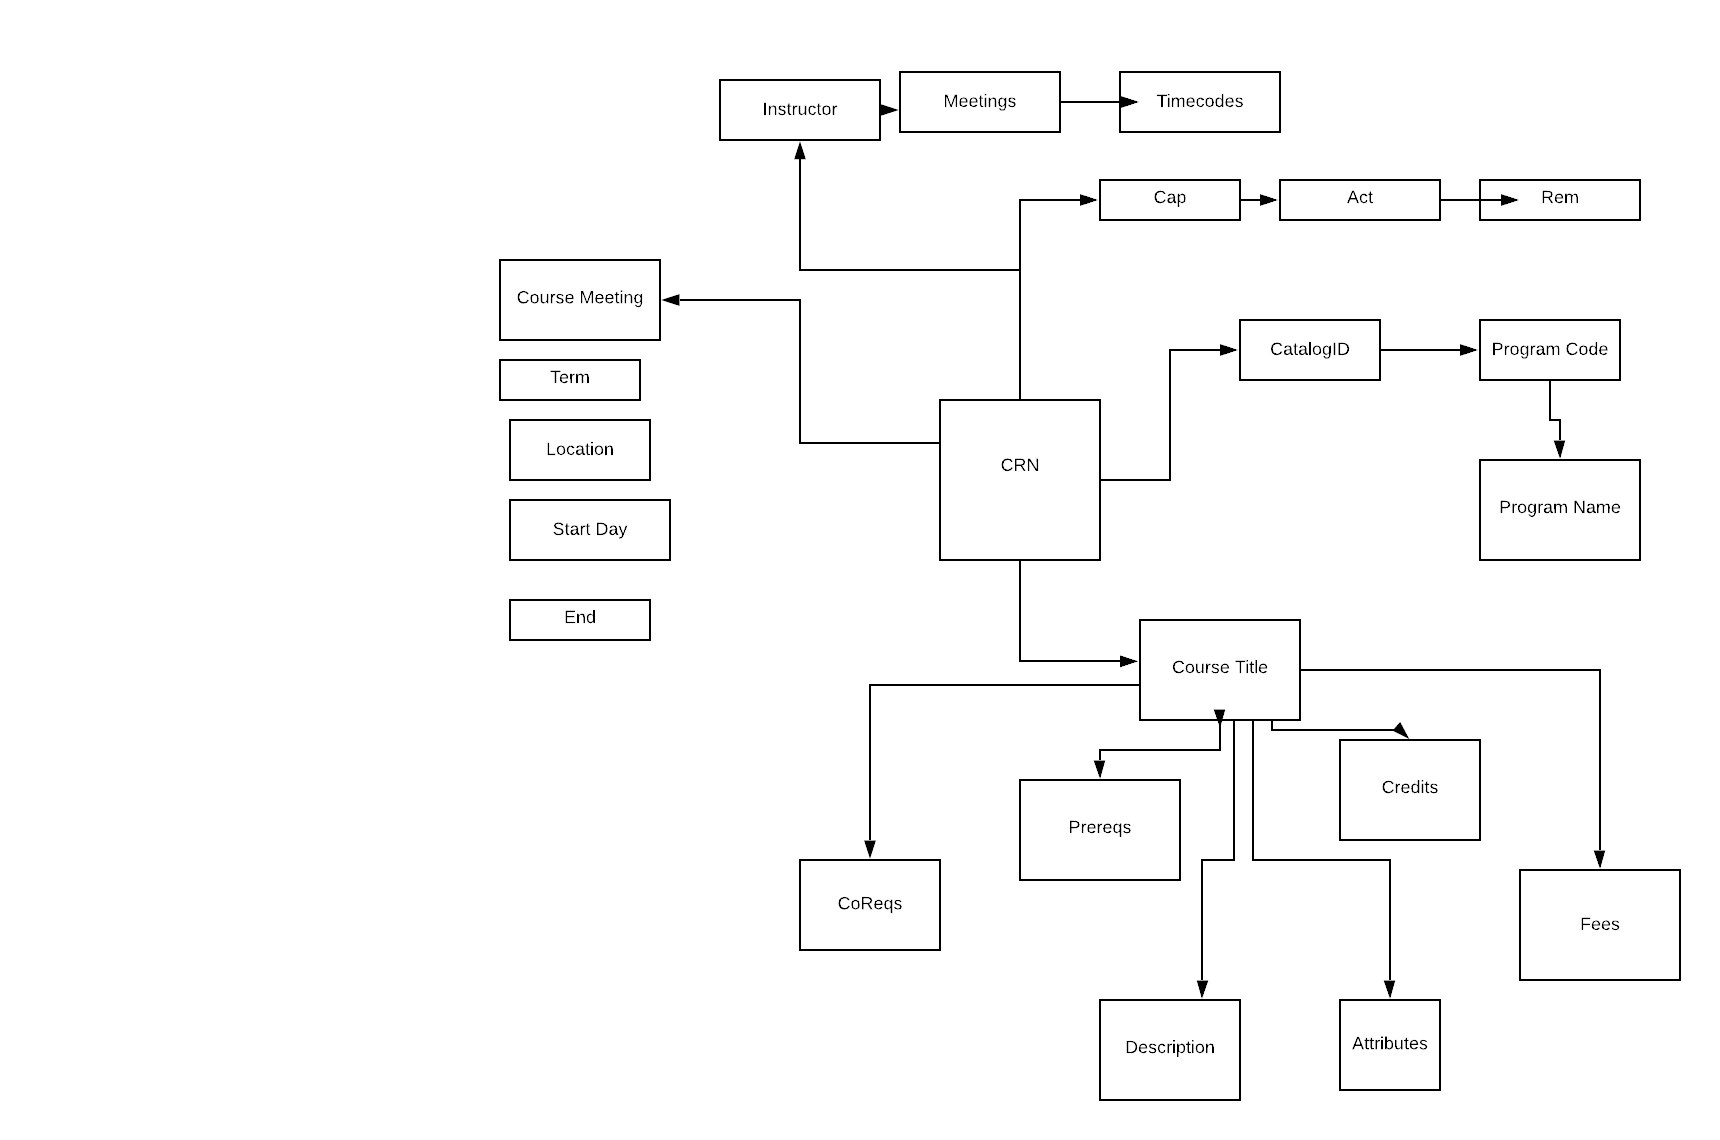 Instructor
Meetings
Timecodes
Cap
Act
Rem
Course Meeting
CatalogID
Program Code
Term
Location
CRN
Program Name
Start Day
End
Course Title
Credits
Prereqs
CoReqs
Fees
Description
Attributes